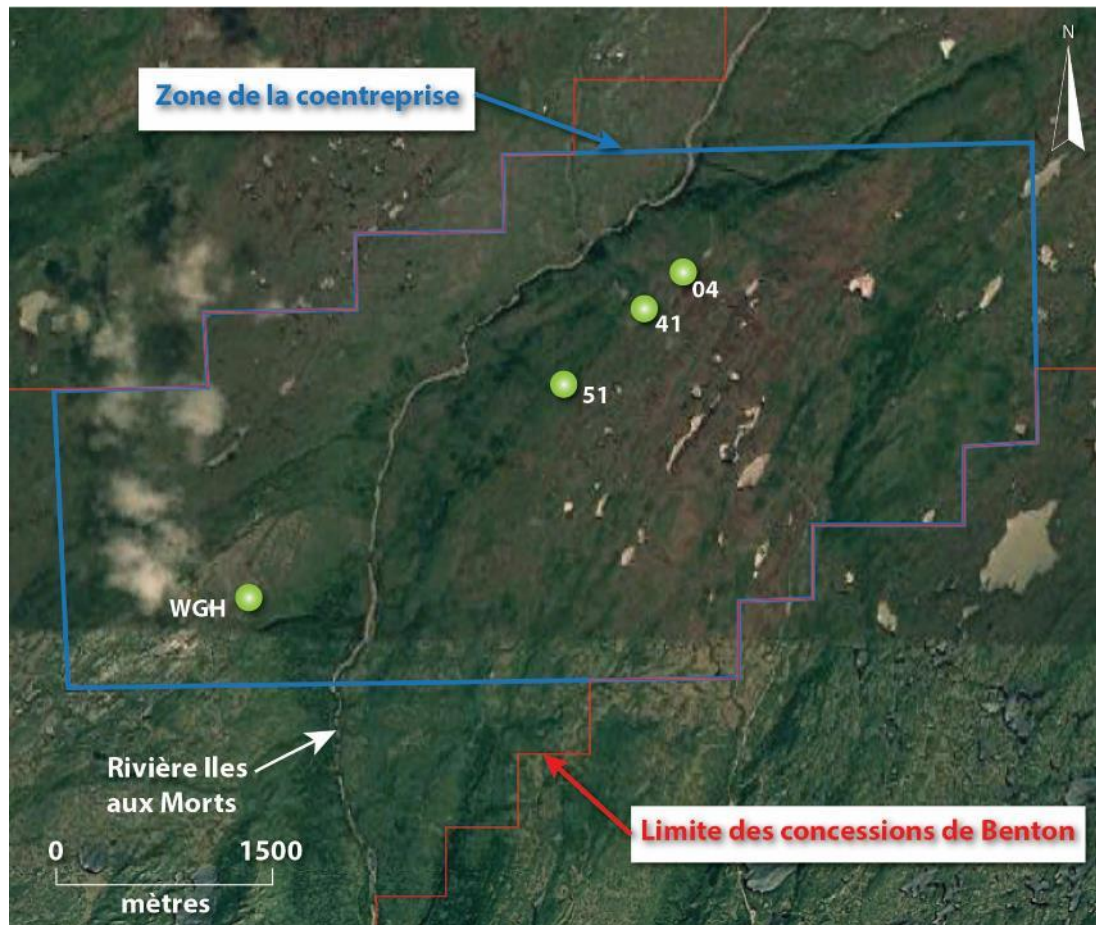 N
Zone de la coentreprise
04
41
51
WGH
Rivière Iles
aux Morts
Limite des concessions de Benton
0 1500
mètres